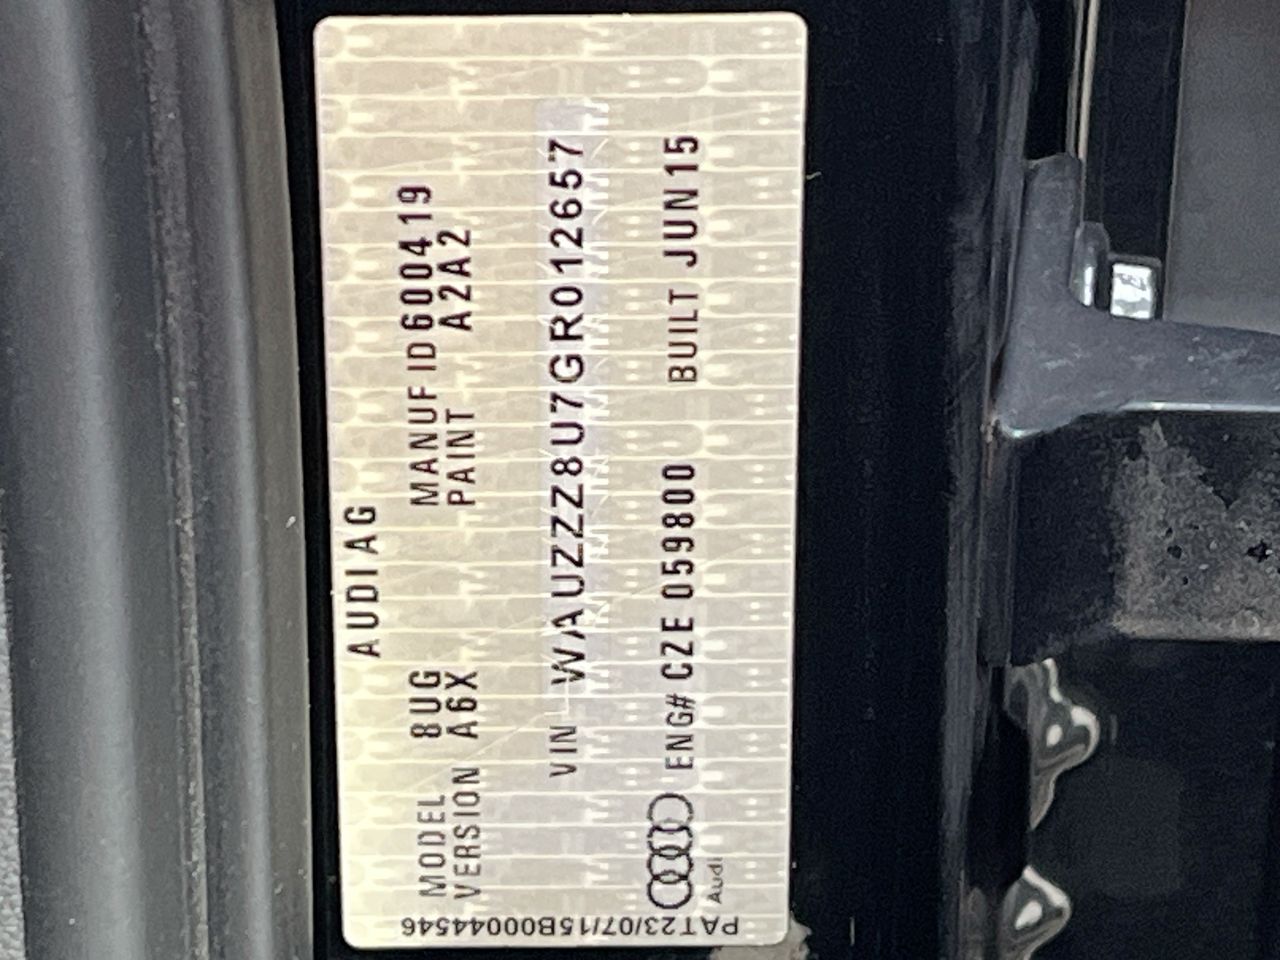 AUDI AG
MODEL 8UG MANUF ID 600419
VERSION A6X PAINT A2A2
VIN WAUZZZ8U7GR012657
Audi ENG# CZE 059800 BUILT JUN15
PAT23/07/15B00044546